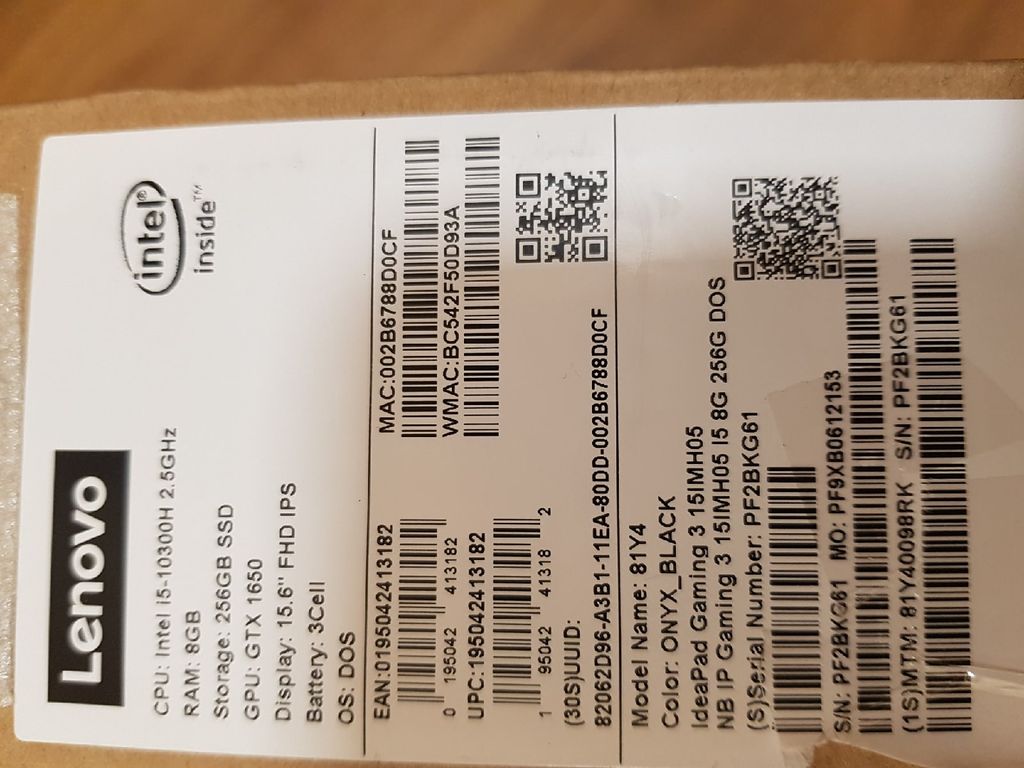 Lenovo
intel®
inside™
CPU: Intel I5-10300H 2.5GHz
RAM: 8GB
Storage: 256GB SSD
GPU: GTX 1650
Display: 15.6" FHD IPS
Battery: 3Cell
OS: DOS
EAN:0195042413182
0 195042 413182
UPC:195042413182
1 95042 41318 2
MAC:002B6788D0CF
WMAC:BC542F50D93A
(30S)UUID:
82062D96-A3B1-11EA-80DD-002B6788D0CF
Model Name: 81Y4
Color: ONYX_BLACK
IdeaPad Gaming 3 15IMH05
NB IP Gaming 3 15IMH05 I5 8G 256G DOS
(S)Serial Number: PF2BKG61
S/N: PF2BKG61 MO: PF9XB0612153
(1S)MTM: 81Y40098RK S/N: PF2BKG61